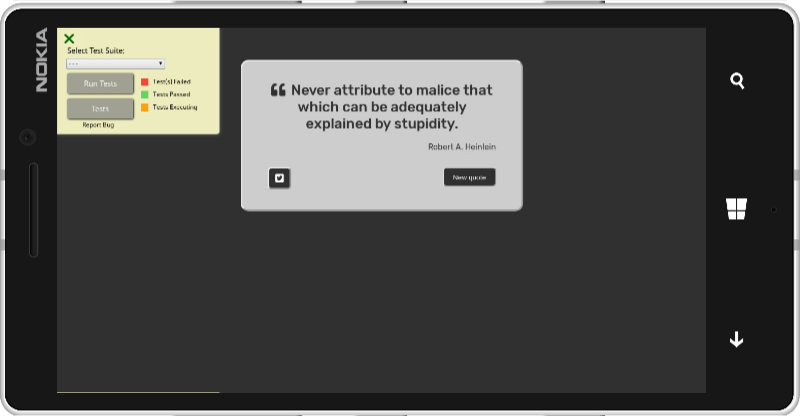 NOKIA
Select Test Suite:
---
Run Tests
Test(s) Failed
Tests Passed
Tests
Tests Executing
Report Bug
Never attribute to malice that
which can be adequately
explained by stupidity.
Robert A. Heinlein
New quote